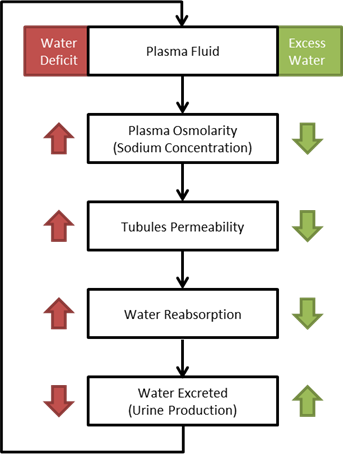 Water
Deficit
Plasma Fluid
Excess
Water
Plasma Osmolarity
(Sodium Concentration)
Tubules Permeability
Water Reabsorption
Water Excreted
(Urine Production)